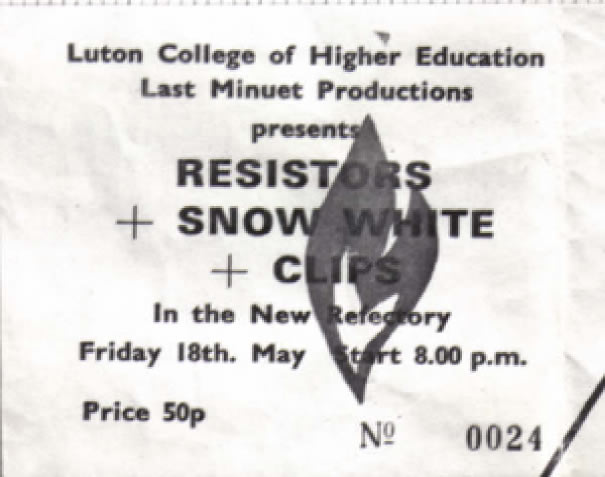 Luton College of Higher Education
Last Minuet Productions
presents
RESISTORS
+ SNOW WHITE
+ CLIPS
In the New Refectory
Friday 18th. May Start 8.00 p.m.
Price 50p
Nº 0024